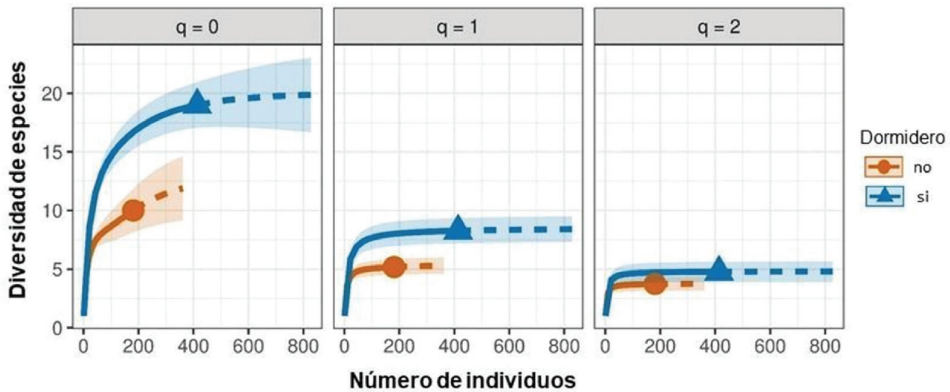 q = 0
q = 1
q = 2
Diversidad de especies
20
15
10
5
0
0 200 400 600 800
0 200 400 600 800
0 200 400 600 800
Número de individuos
Dormidero
no
si